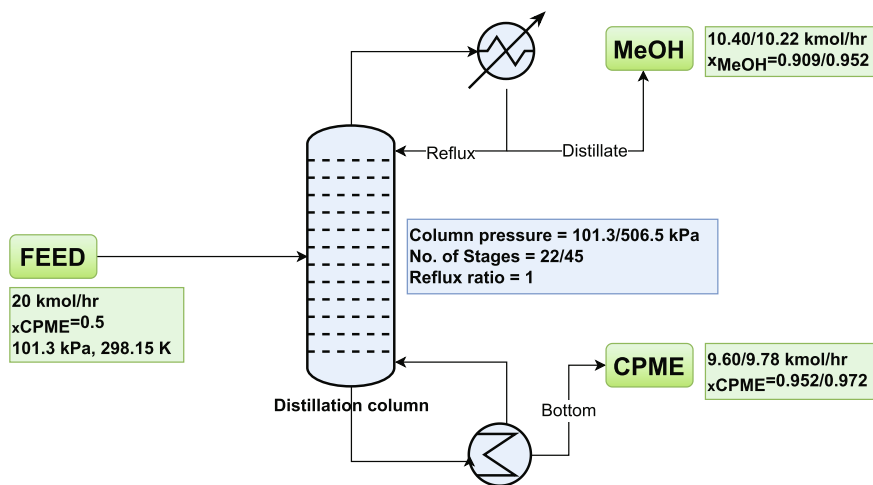 MeOH
10.40/10.22 kmol/hr
xMeOH=0.909/0.952
Reflux
Distillate
Column pressure = 101.3/506.5 kPa
No. of Stages = 22/45
Reflux ratio = 1
FEED
20 kmol/hr
xCPME=0.5
101.3 kPa, 298.15 K
CPME
9.60/9.78 kmol/hr
xCPME=0.952/0.972
Distillation column
Bottom